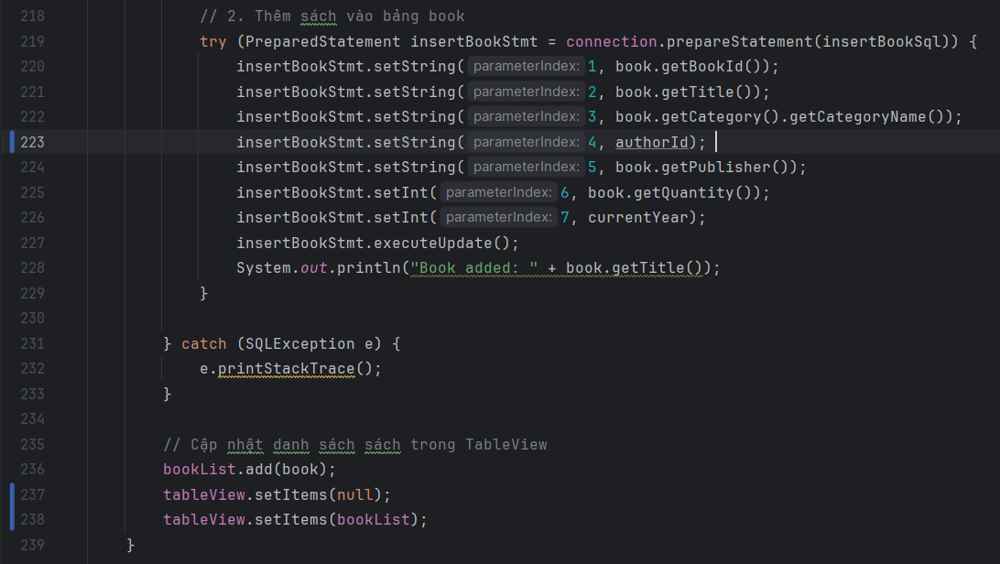 218 // 2. Thêm sách vào bảng book
219 try (PreparedStatement insertBookStmt = connection.prepareStatement(insertBookSql)) {
220 insertBookStmt.setString( parameterIndex: 1, book.getBookId());
221 insertBookStmt.setString( parameterIndex: 2, book.getTitle());
222 insertBookStmt.setString( parameterIndex: 3, book.getCategory().getCategoryName());
223 insertBookStmt.setString( parameterIndex: 4, authorId);
224 insertBookStmt.setString( parameterIndex: 5, book.getPublisher());
225 insertBookStmt.setInt( parameterIndex: 6, book.getQuantity());
226 insertBookStmt.setInt( parameterIndex: 7, currentYear);
227 insertBookStmt.executeUpdate();
228 System.out.println("Book added: " + book.getTitle());
229 }
230
231 } catch (SQLException e) {
232 e.printStackTrace();
233 }
234
235 // Cập nhật danh sách sách trong TableView
236 bookList.add(book);
237 tableView.setItems(null);
238 tableView.setItems(bookList);
239 }